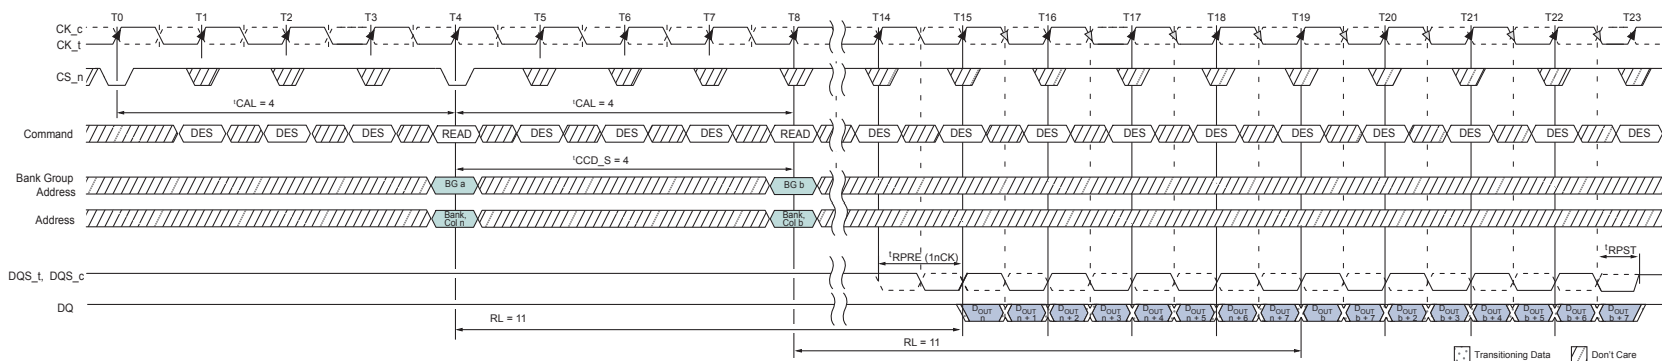 T0 T1 T2 T3 T4 T5 T6 T7 T8 T14 T15 T16 T17 T18 T19 T20 T21 T22 T23
CK_c
CK_t
CS_n
tCAL = 4 tCAL = 4
Command DES DES DES READ DES DES DES READ DES DES DES DES DES DES DES DES DES DES
tCCD_S = 4
Bank Group
Address BG a BG b
Address Bank, Col n Bank, Col b
tRPRE (1nCK) tRPST
DQS_t, DQS_c
DQ DOUT n DOUT n + 1 DOUT n + 2 DOUT n + 3 DOUT n + 4 DOUT n + 5 DOUT n + 6 DOUT n + 7 DOUT b DOUT b + 7 DOUT b + 2 DOUT b + 3 DOUT b + 4 DOUT b + 5 DOUT b + 6 DOUT b + 7
RL = 11
RL = 11
Transitioning Data Don't Care